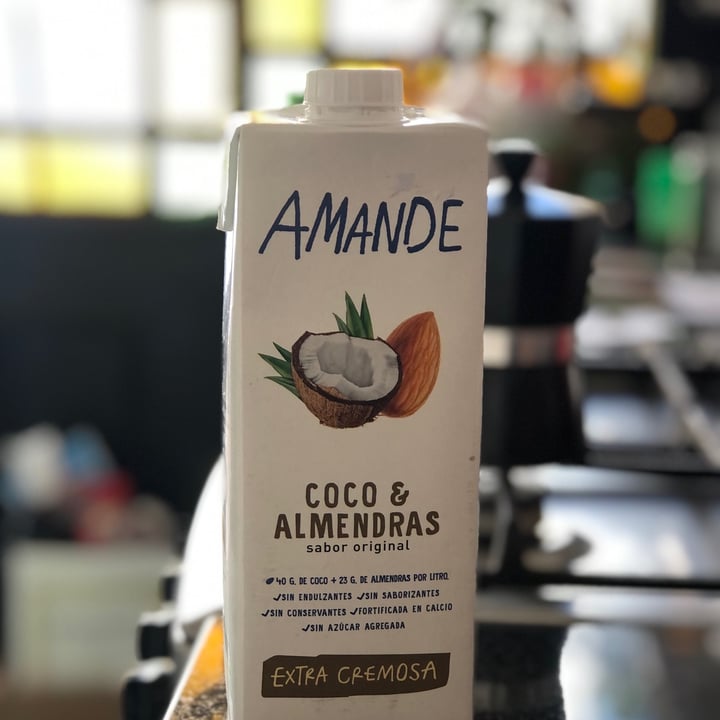 AMANDE
COCO &
ALMENDRAS
sabor original
40 G. DE COCO + 23 G. DE ALMENDRAS POR LITRO.
✓SIN ENDULZANTES ✓SIN SABORIZANTES
✓SIN CONSERVANTES ✓FORTIFICADA EN CALCIO
✓SIN AZÚCAR AGREGADA
EXTRA CREMOSA